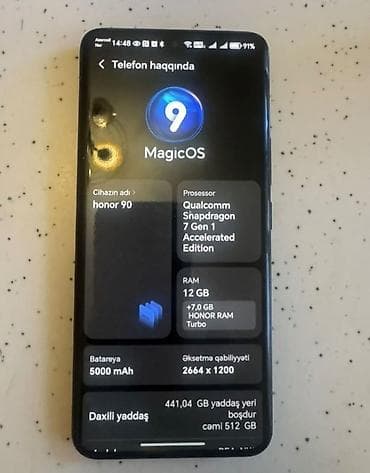 Azercell
14:48
91%
Telefon haqqında
9
MagicOS
Cihazın adı >
honor 90
Prosessor
Qualcomm
Snapdragon
7 Gen 1
Accelerated
Edition
RAM
12 GB
+7,0 GB
HONOR RAM
Turbo
Batareya
5000 mAh
Əksetmə qabiliyyəti
2664 x 1200
Daxili yaddaş
441,04 GB yaddaş yeri
boşdur
cəmi 512 GB